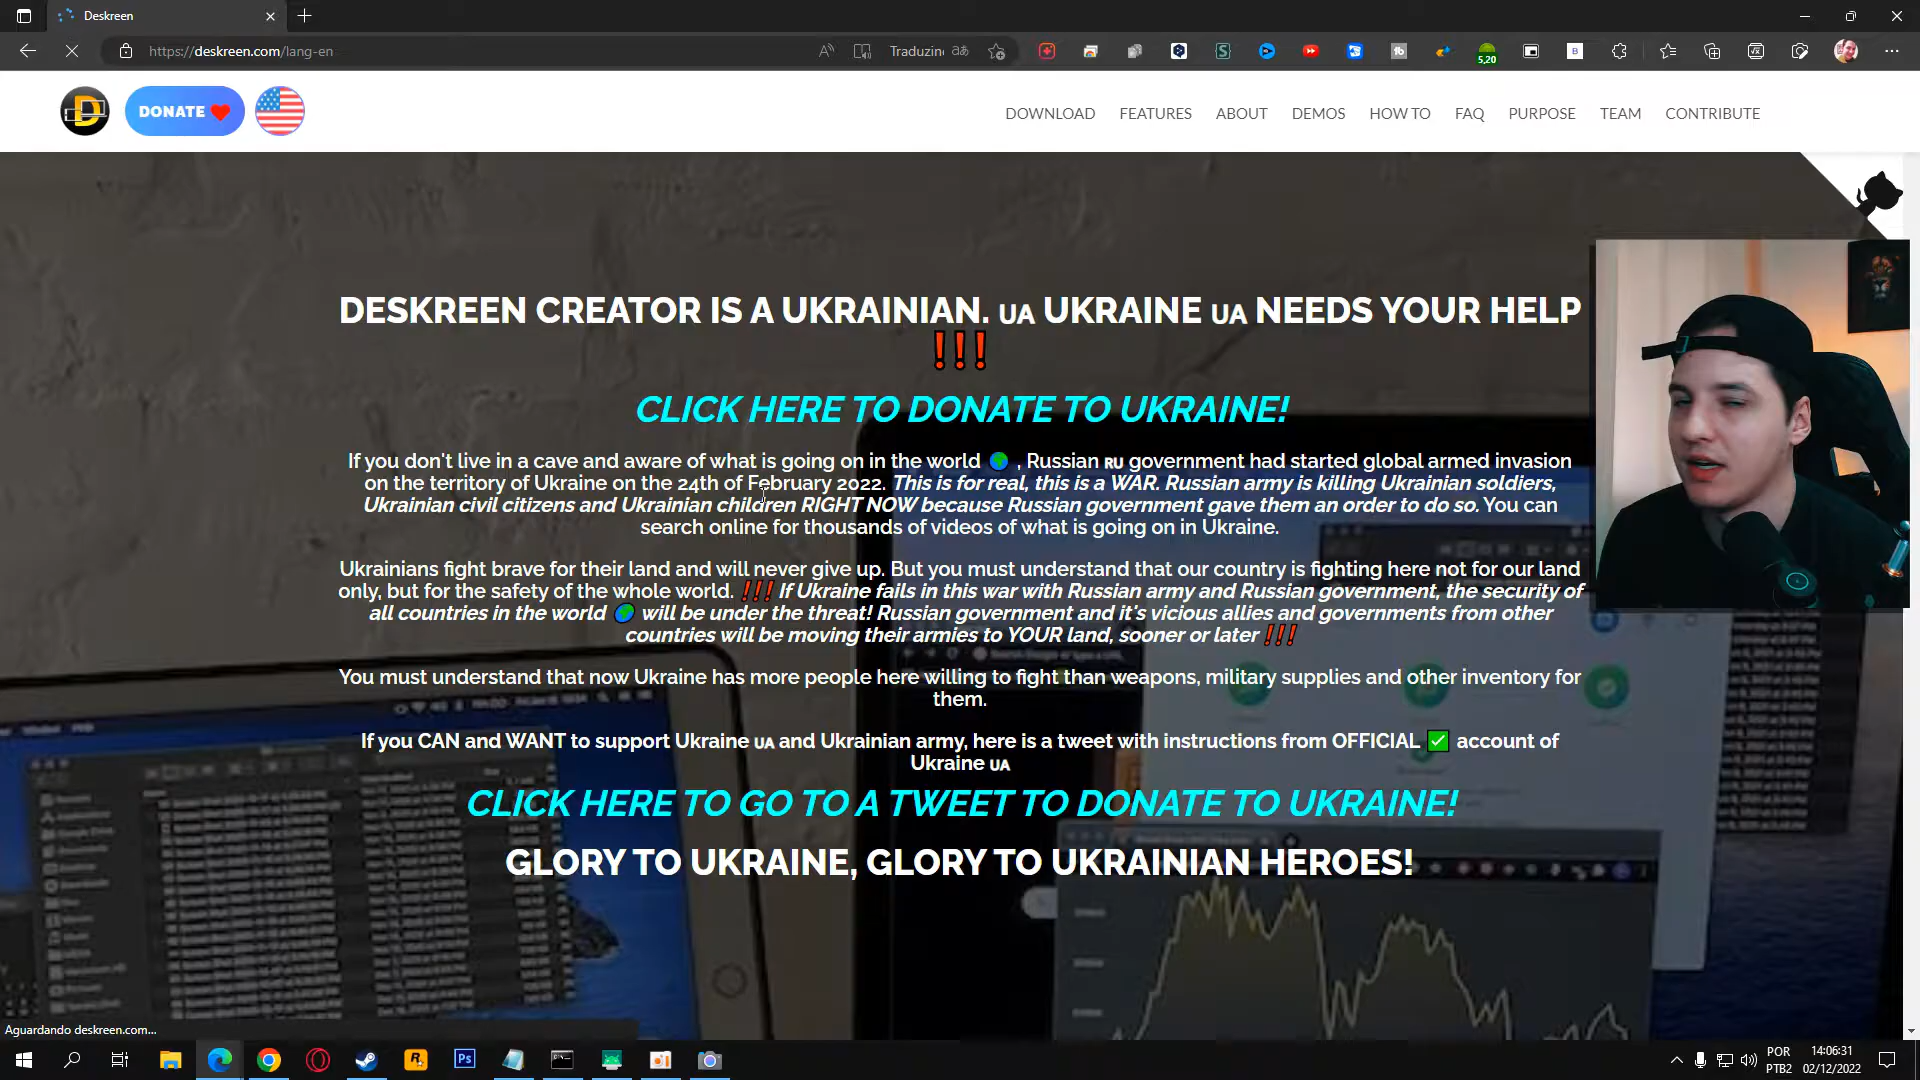 Deskreen
https://deskreen.com/lang-en
Traduzin
5,20
DONATE
DOWNLOAD
FEATURES
ABOUT
DEMOS
HOW TO
FAQ
PURPOSE
TEAM
CONTRIBUTE
DESKREEN CREATOR IS A UKRAINIAN. UA UKRAINE UA NEEDS YOUR HELP
!!!
CLICK HERE TO DONATE TO UKRAINE!
If you don't live in a cave and aware of what is going on in the world 🌍 , Russian RU government had started global armed invasion
on the territory of Ukraine on the 24th of February 2022. This is for real, this is a WAR. Russian army is killing Ukrainian soldiers,
Ukrainian civil citizens and Ukrainian children RIGHT NOW because Russian government gave them an order to do so. You can
search online for thousands of videos of what is going on in Ukraine.
Ukrainians fight brave for their land and will never give up. But you must understand that our country is fighting here not for our land
only, but for the safety of the whole world. !!! If Ukraine fails in this war with Russian army and Russian government, the security of
all countries in the world 🌍 will be under the threat! Russian government and it's vicious allies and governments from other
countries will be moving their armies to YOUR land, sooner or later !!!
You must understand that now Ukraine has more people here willing to fight than weapons, military supplies and other inventory for
them.
If you CAN and WANT to support Ukraine UA and Ukrainian army, here is a tweet with instructions from OFFICIAL ✅ account of
Ukraine UA
CLICK HERE TO GO TO A TWEET TO DONATE TO UKRAINE!
GLORY TO UKRAINE, GLORY TO UKRAINIAN HEROES!
Aguardando deskreen.com...
POR
PTB2
14:06:31
02/12/2022